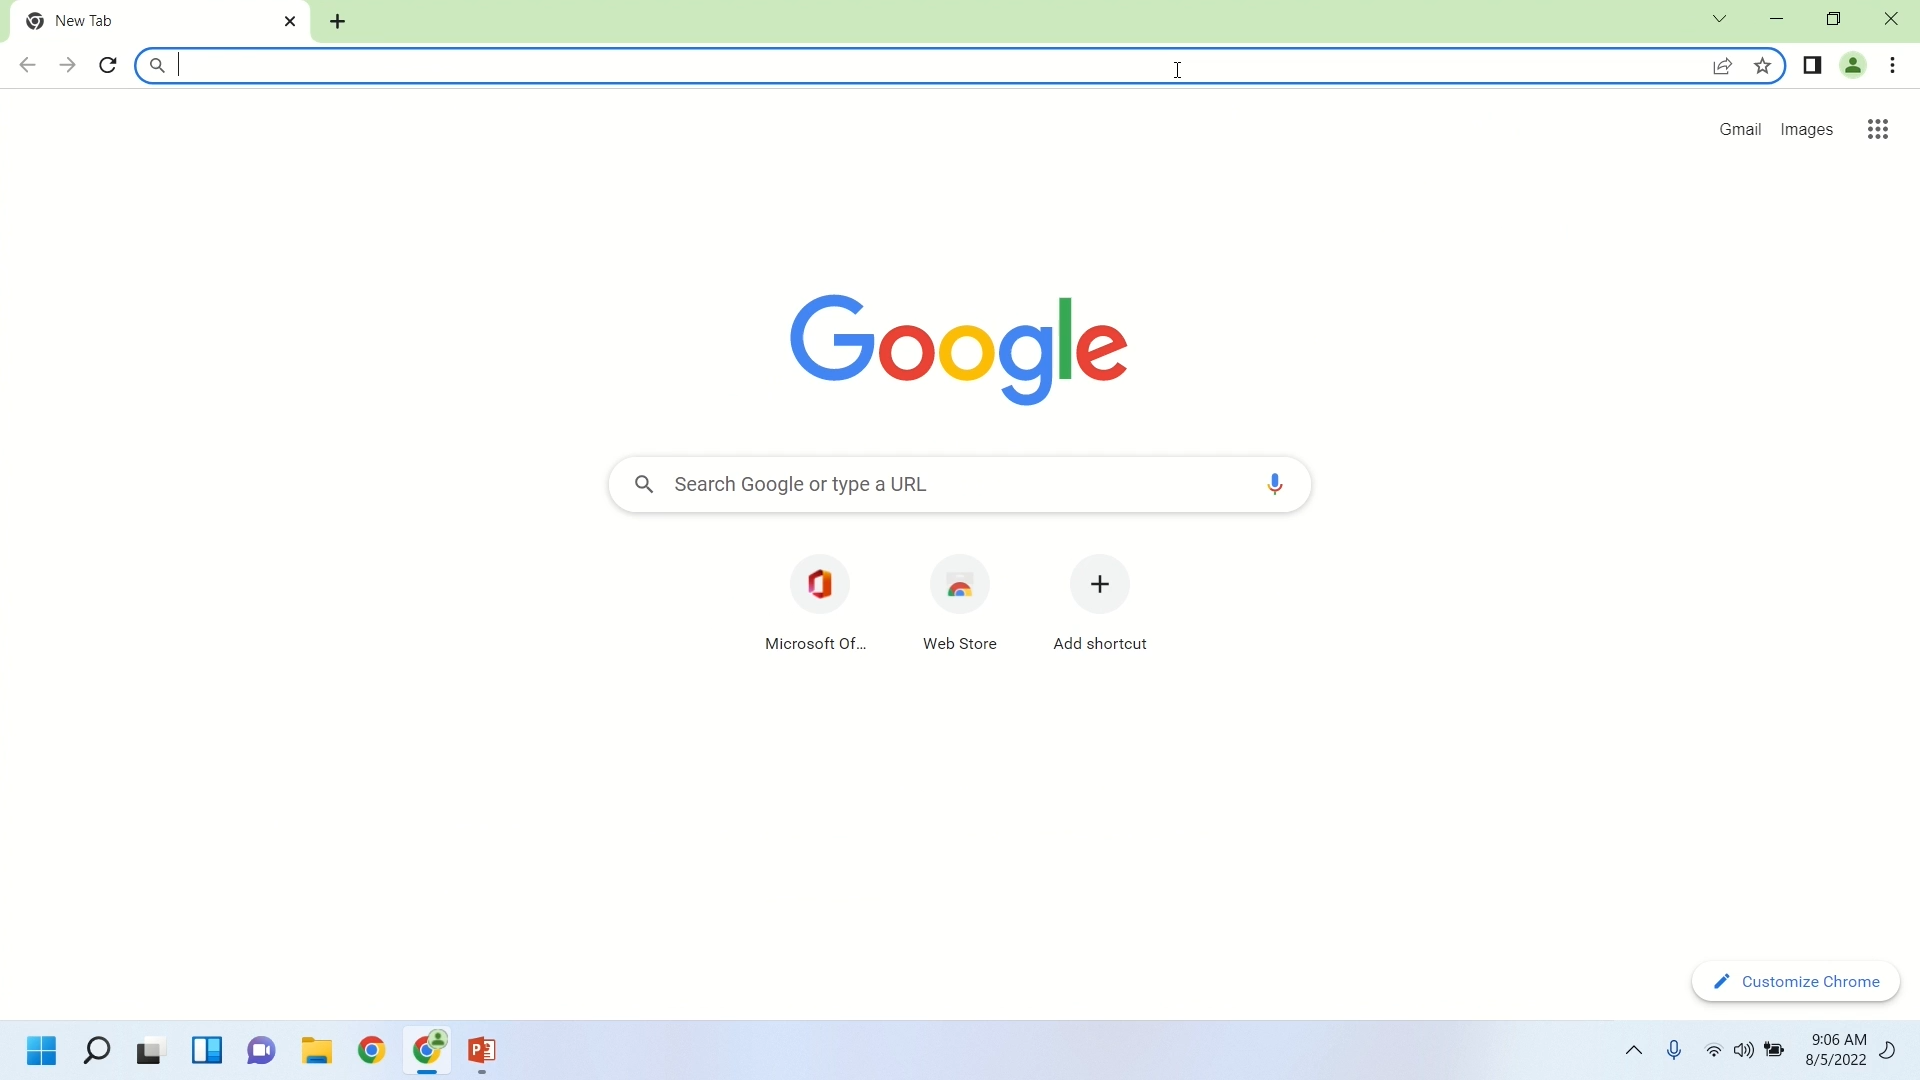 New Tab
Gmail Images
Google
Search Google or type a URL
Microsoft Of...
Web Store
Add shortcut
Customize Chrome
9:06 AM
8/5/2022